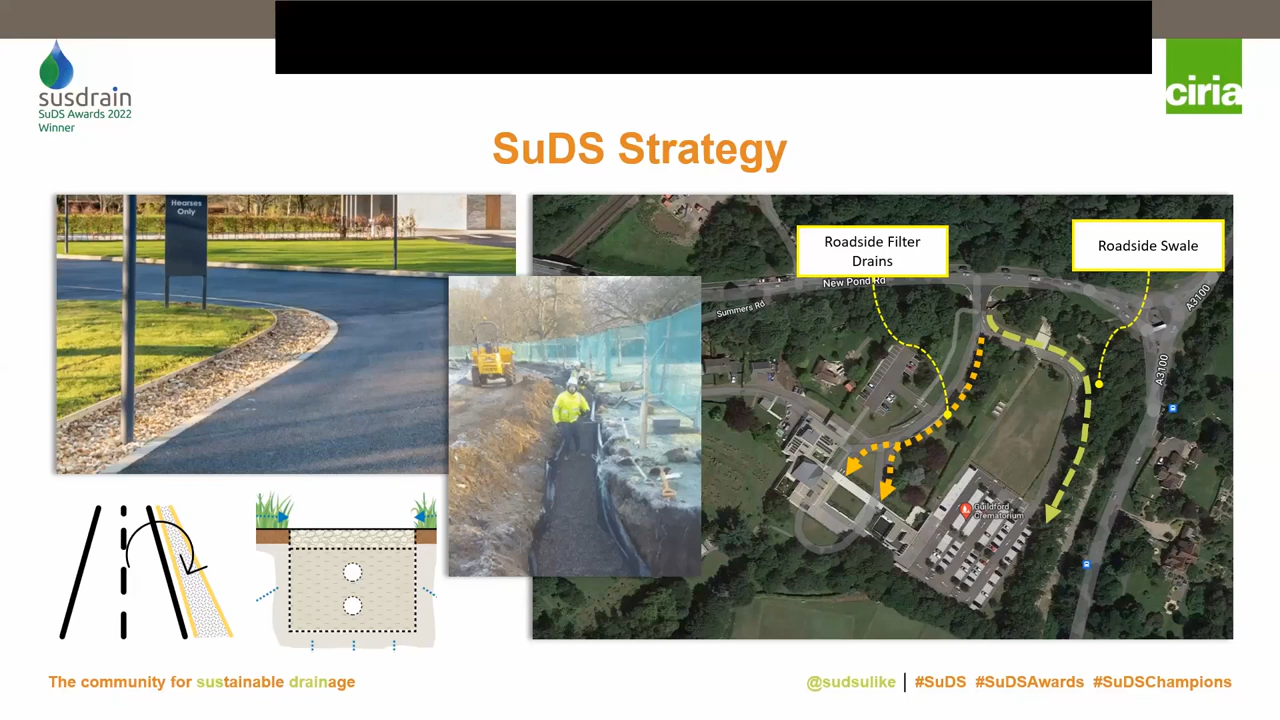 susdrain
SuDS Awards 2022
Winner
ciria
SuDS Strategy
Hearses
Only
Roadside Filter
Drains
Roadside Swale
New Pond Rd
Summers Rd
A3100
A3100
Guildford
Crematorium
The community for sustainable drainage
@sudsulike | #SuDS #SuDSAwards #SuDSChampions